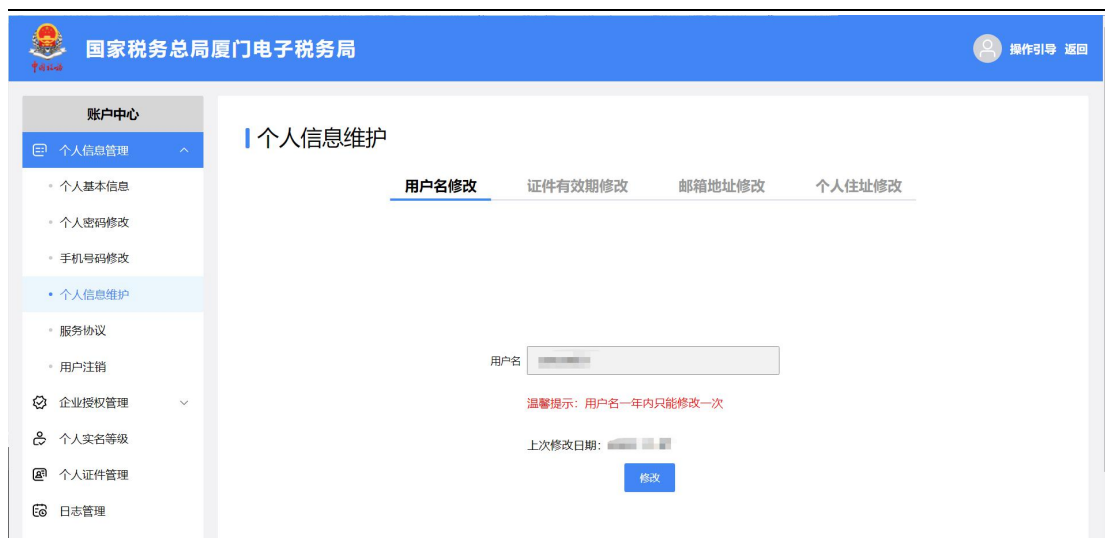 国家税务总局厦门电子税务局
操作引导 返回
中国税务
账户中心
个人信息管理
个人基本信息
个人密码修改
手机号码修改
个人信息维护
服务协议
用户注销
企业授权管理
个人实名等级
个人证件管理
日志管理
个人信息维护
用户名修改 证件有效期修改 邮箱地址修改 个人住址修改
用户名
温馨提示：用户名一年内只能修改一次
上次修改日期：
修改